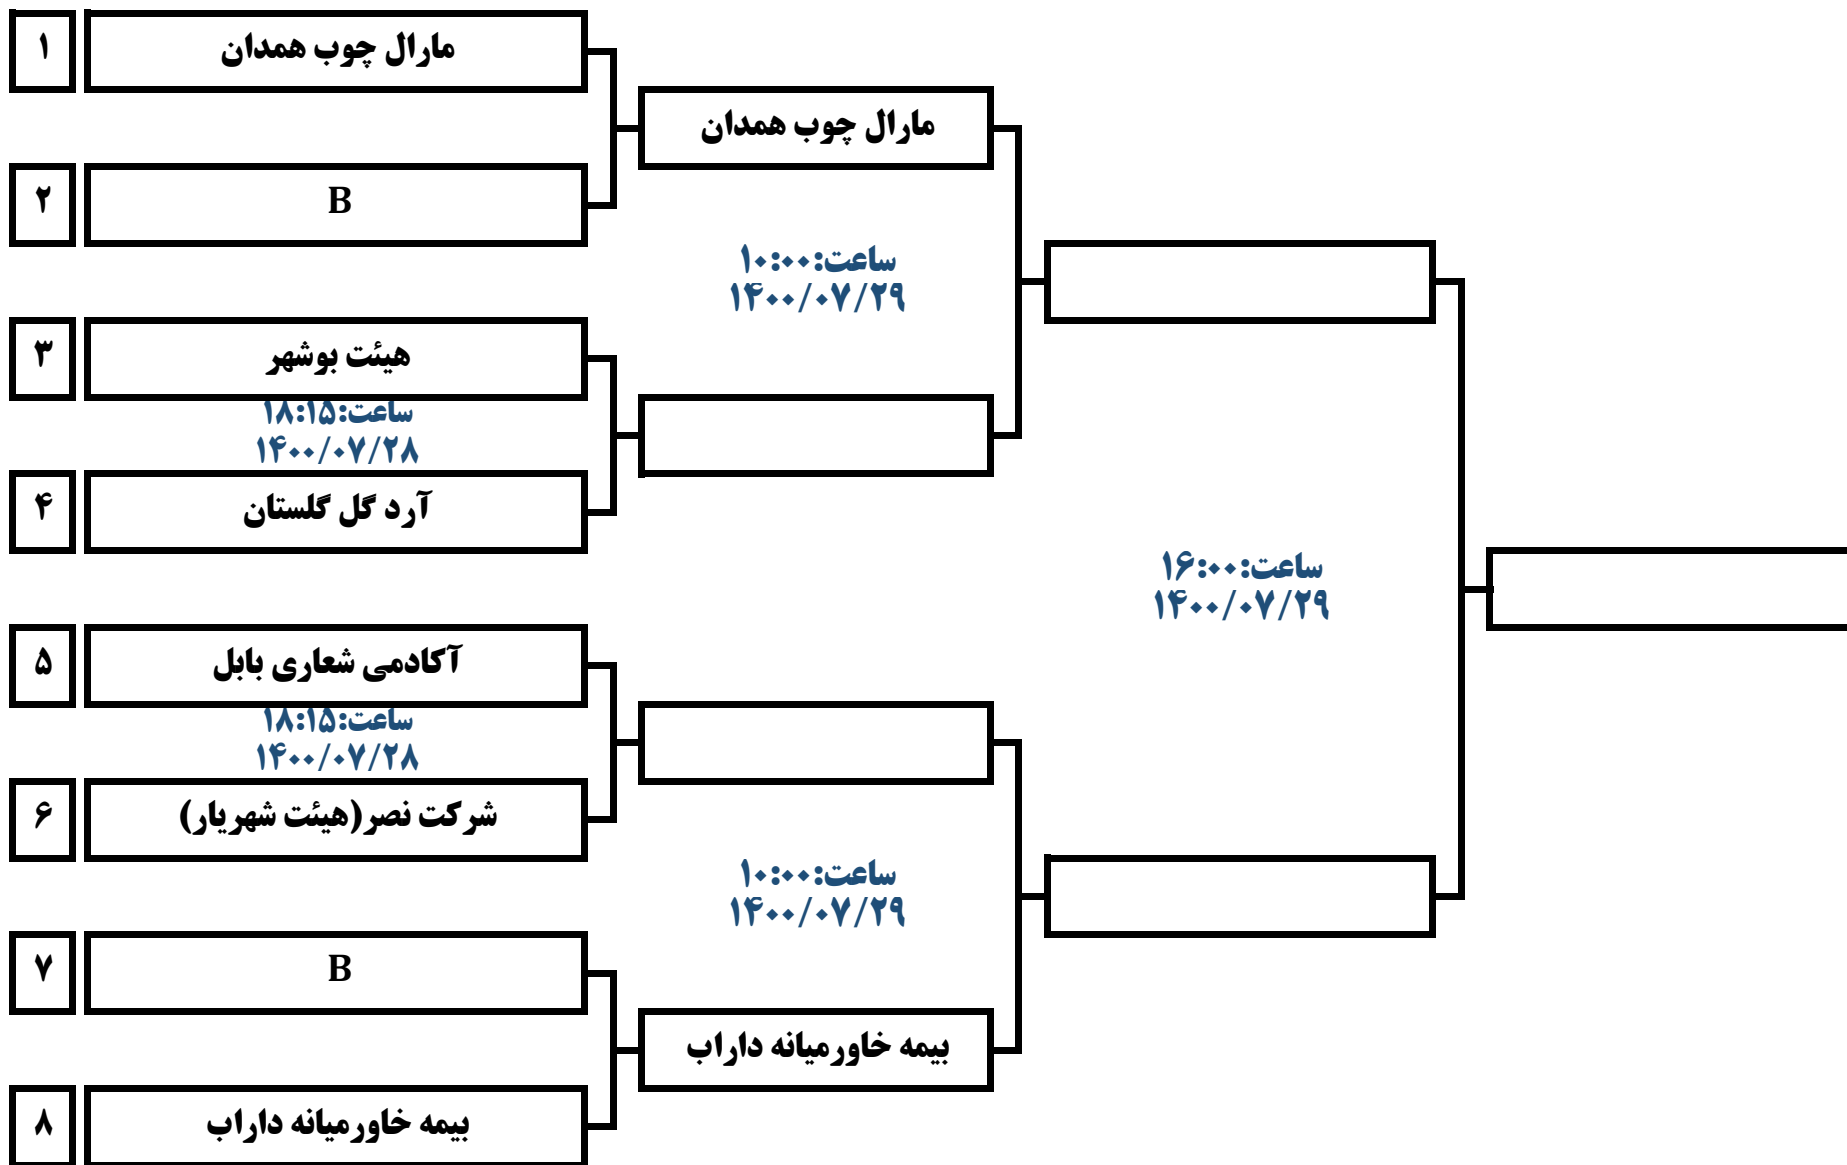 ۱
مارال چوب همدان
مارال چوب همدان
۲
B
ساعت:۱۰:۰۰
۱۴۰۰/۰۷/۲۹
۳
هیئت بوشهر
ساعت:۱۸:۱۵
۱۴۰۰/۰۷/۲۸
۴
آرد گل گلستان
ساعت:۱۶:۰۰
۱۴۰۰/۰۷/۲۹
۵
آکادمی شعاری بابل
ساعت:۱۸:۱۵
۱۴۰۰/۰۷/۲۸
۶
شرکت نصر(هیئت شهریار)
ساعت:۱۰:۰۰
۱۴۰۰/۰۷/۲۹
۷
B
بیمه خاورمیانه داراب
۸
بیمه خاورمیانه داراب